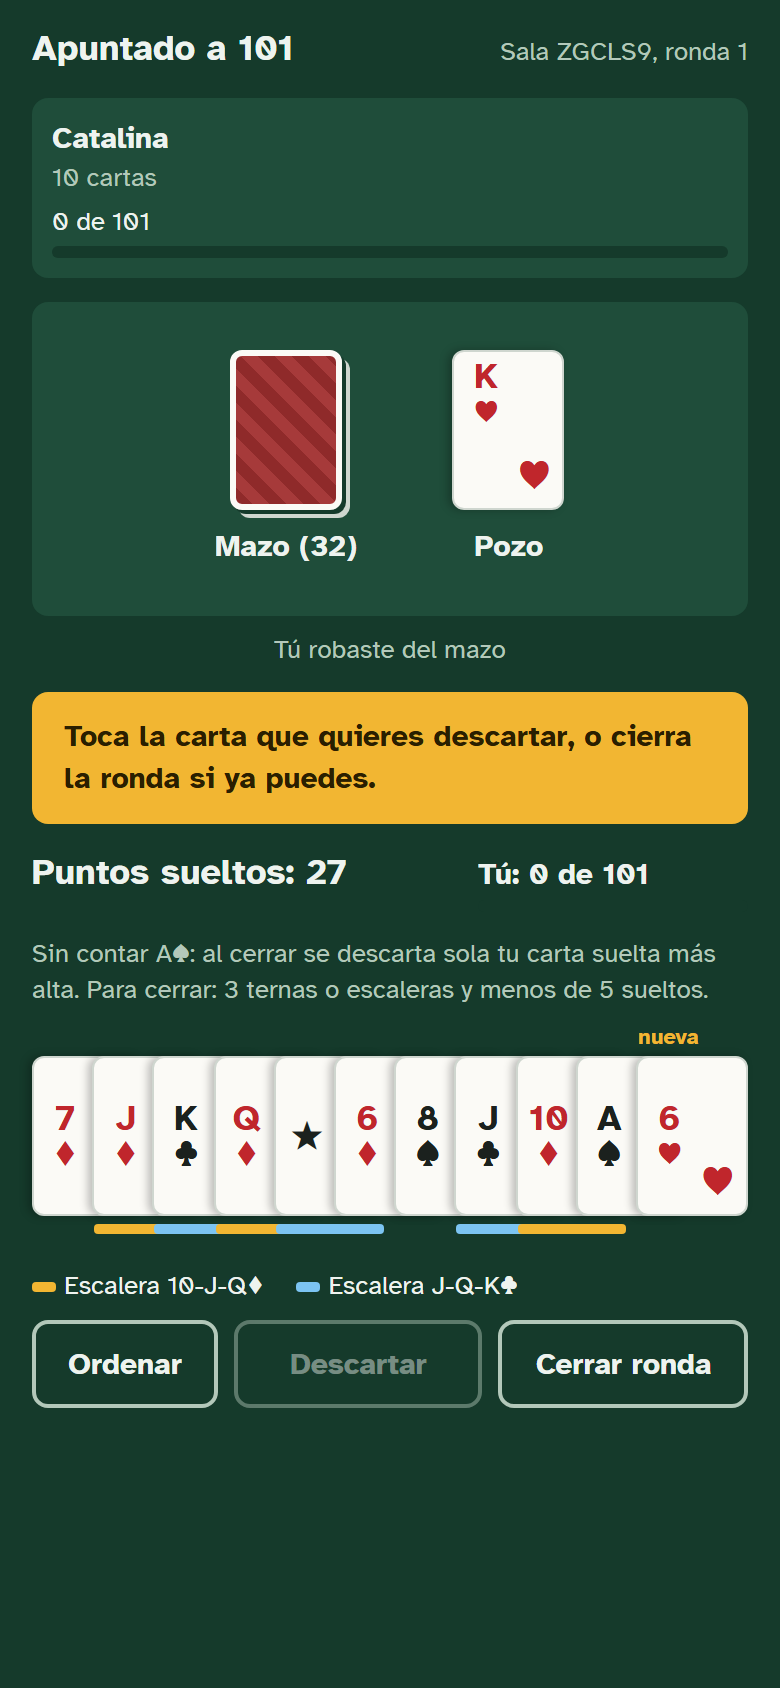 Apuntado a 101
Sala ZGCLS9, ronda 1
Catalina
10 cartas
0 de 101
K
♥
Mazo (32)
Pozo
Tú robaste del mazo
Toca la carta que quieres descartar, o cierra
la ronda si ya puedes.
Puntos sueltos: 27
Tú: 0 de 101
Sin contar A♠: al cerrar se descarta sola tu carta suelta más
alta. Para cerrar: 3 ternas o escaleras y menos de 5 sueltos.
nueva
7 J K Q ★ 6 8 J 10 A 6
♦ ♦ ♣ ♦ ♦ ♠ ♣ ♦ ♠ ♥
Escalera 10-J-Q♦ Escalera J-Q-K♣
Ordenar
Descartar
Cerrar ronda